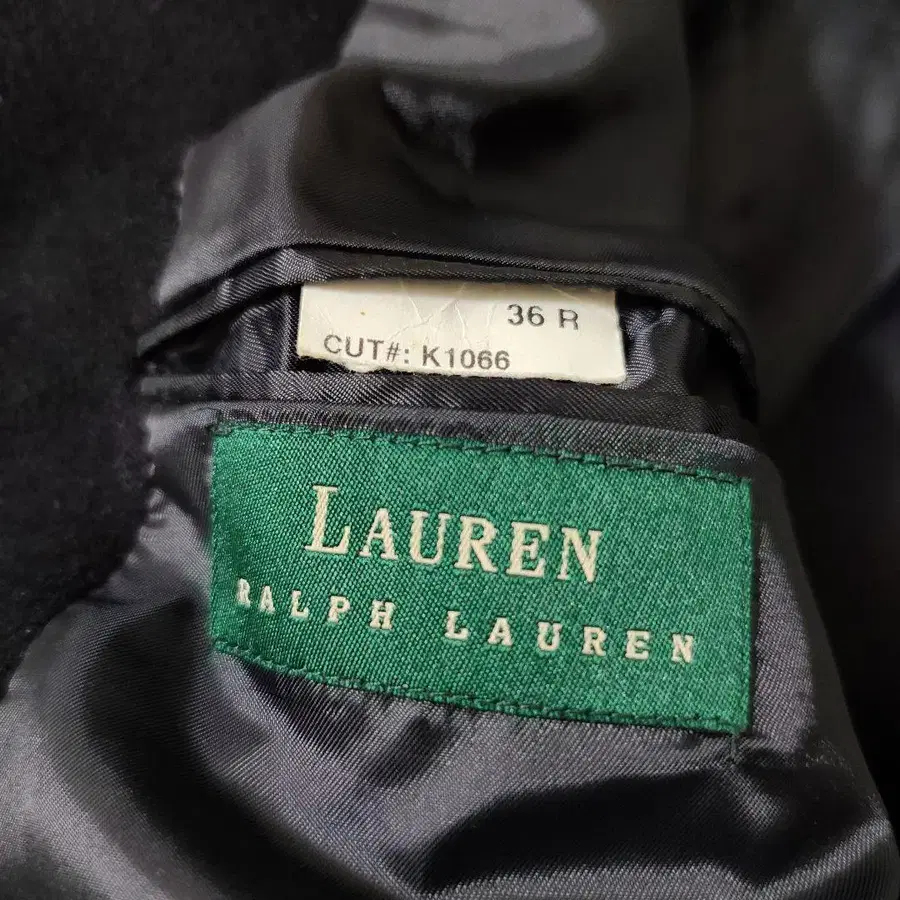 36 R
CUT#: K1066
LAUREN
RALPH LAUREN